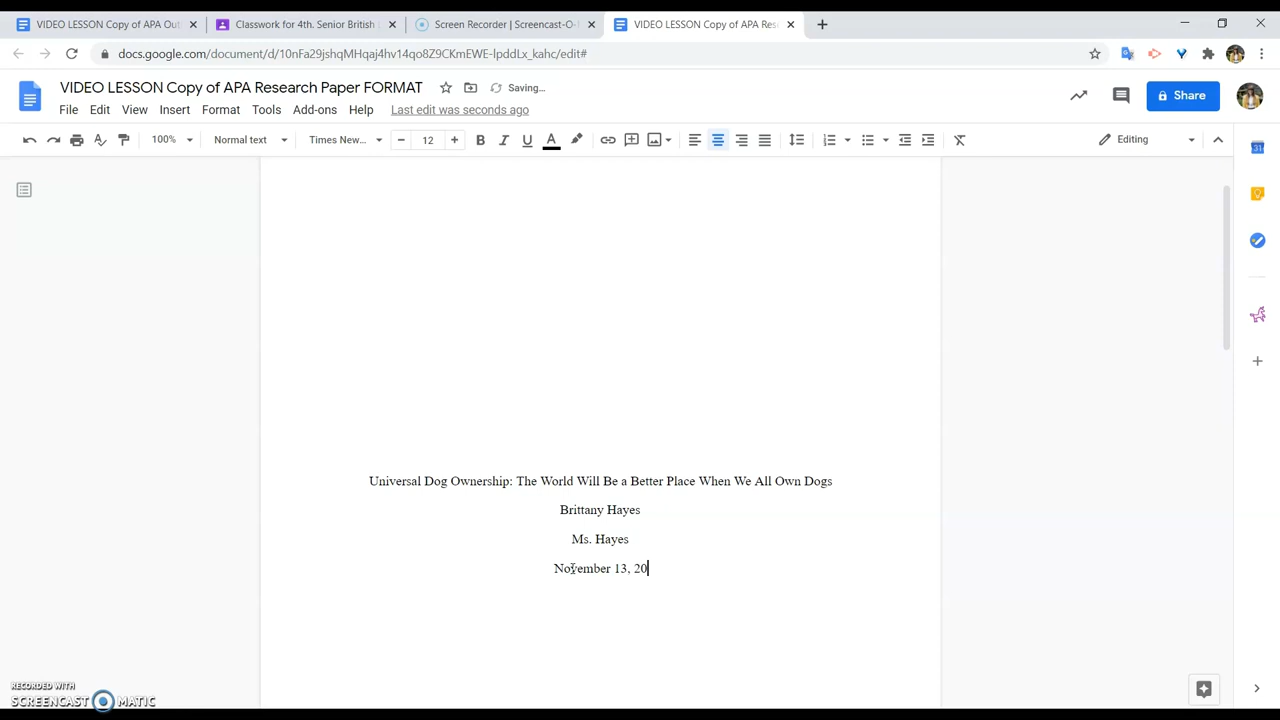 VIDEO LESSON Copy of APA Out
Classwork for 4th. Senior British
Screen Recorder | Screencast-O-
VIDEO LESSON Copy of APA Res
docs.google.com/document/d/10nFa29jshqMHqaj4hv14qo8Z9CKmEWE-lpddLx_kahc/edit#
VIDEO LESSON Copy of APA Research Paper FORMAT
Saving...
File Edit View Insert Format Tools Add-ons Help Last edit was seconds ago
Share
100% Normal text Times New... 12 B I U A Editing
31
Universal Dog Ownership: The World Will Be a Better Place When We All Own Dogs
Brittany Hayes
Ms. Hayes
November 13, 20
RECORDED WITH
SCREENCAST MATIC